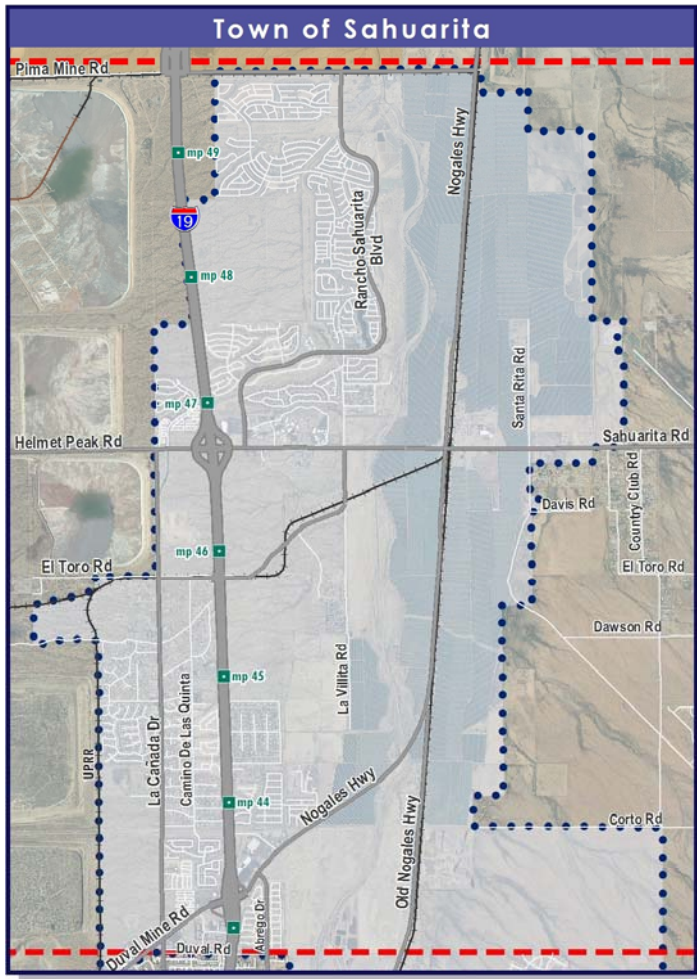 Town of Sahuarita
Pima Mine Rd
mp 49
19
Nogales Hwy
Rancho Sahuarita
Blvd
mp 48
Santa Rita Rd
mp 47
Helmet Peak Rd
Sahuarita Rd
Country Club Rd
Davis Rd
mp 46
El Toro Rd
El Toro Rd
Dawson Rd
La Villita Rd
mp 45
Camino De Las Quinta
La Cañada Dr
UPRR
mp 44
Nogales Hwy
Corto Rd
Old Nogales Hwy
Duval Mine Rd
Abrego Dr
Duval Rd